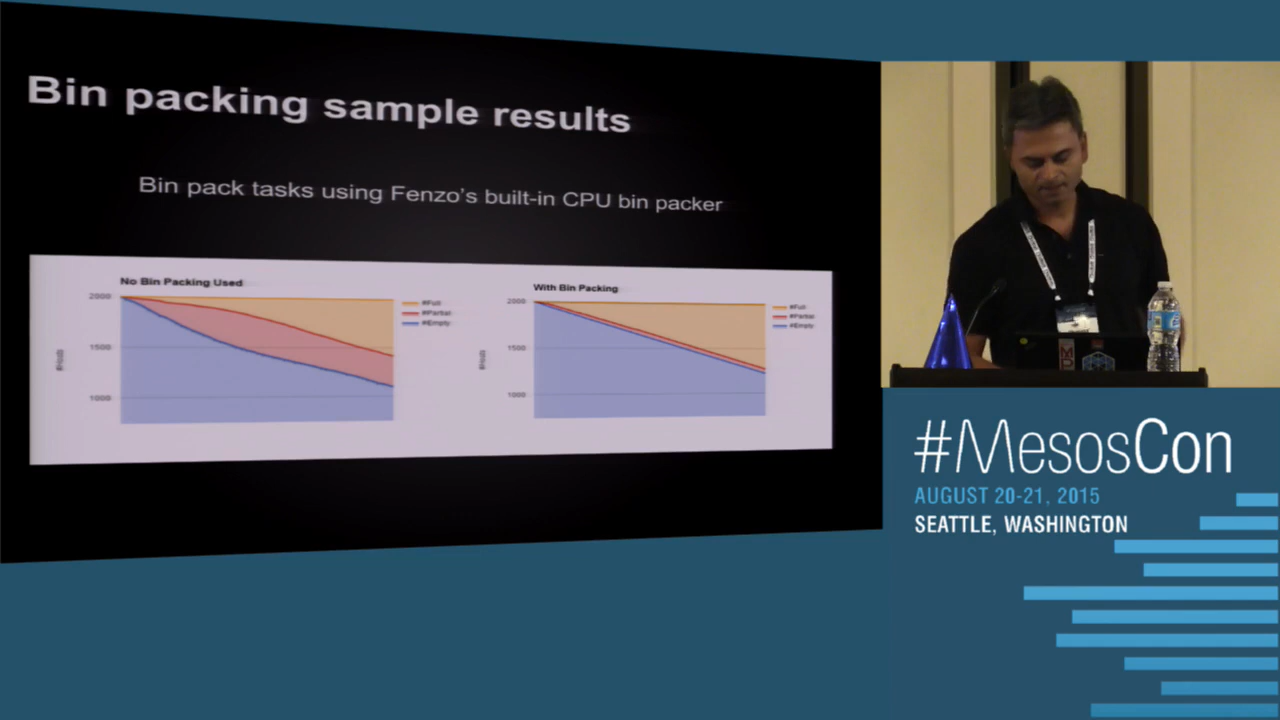 Bin packing sample results
Bin pack tasks using Fenzo's built-in CPU bin packer
No Bin Packing Used
2000
1500
1000
#Hosts
#Full
#Partial
#Empty
With Bin Packing
2000
1500
1000
#Hosts
#Full
#Partial
#Empty
#MesosCon
AUGUST 20-21, 2015
SEATTLE, WASHINGTON